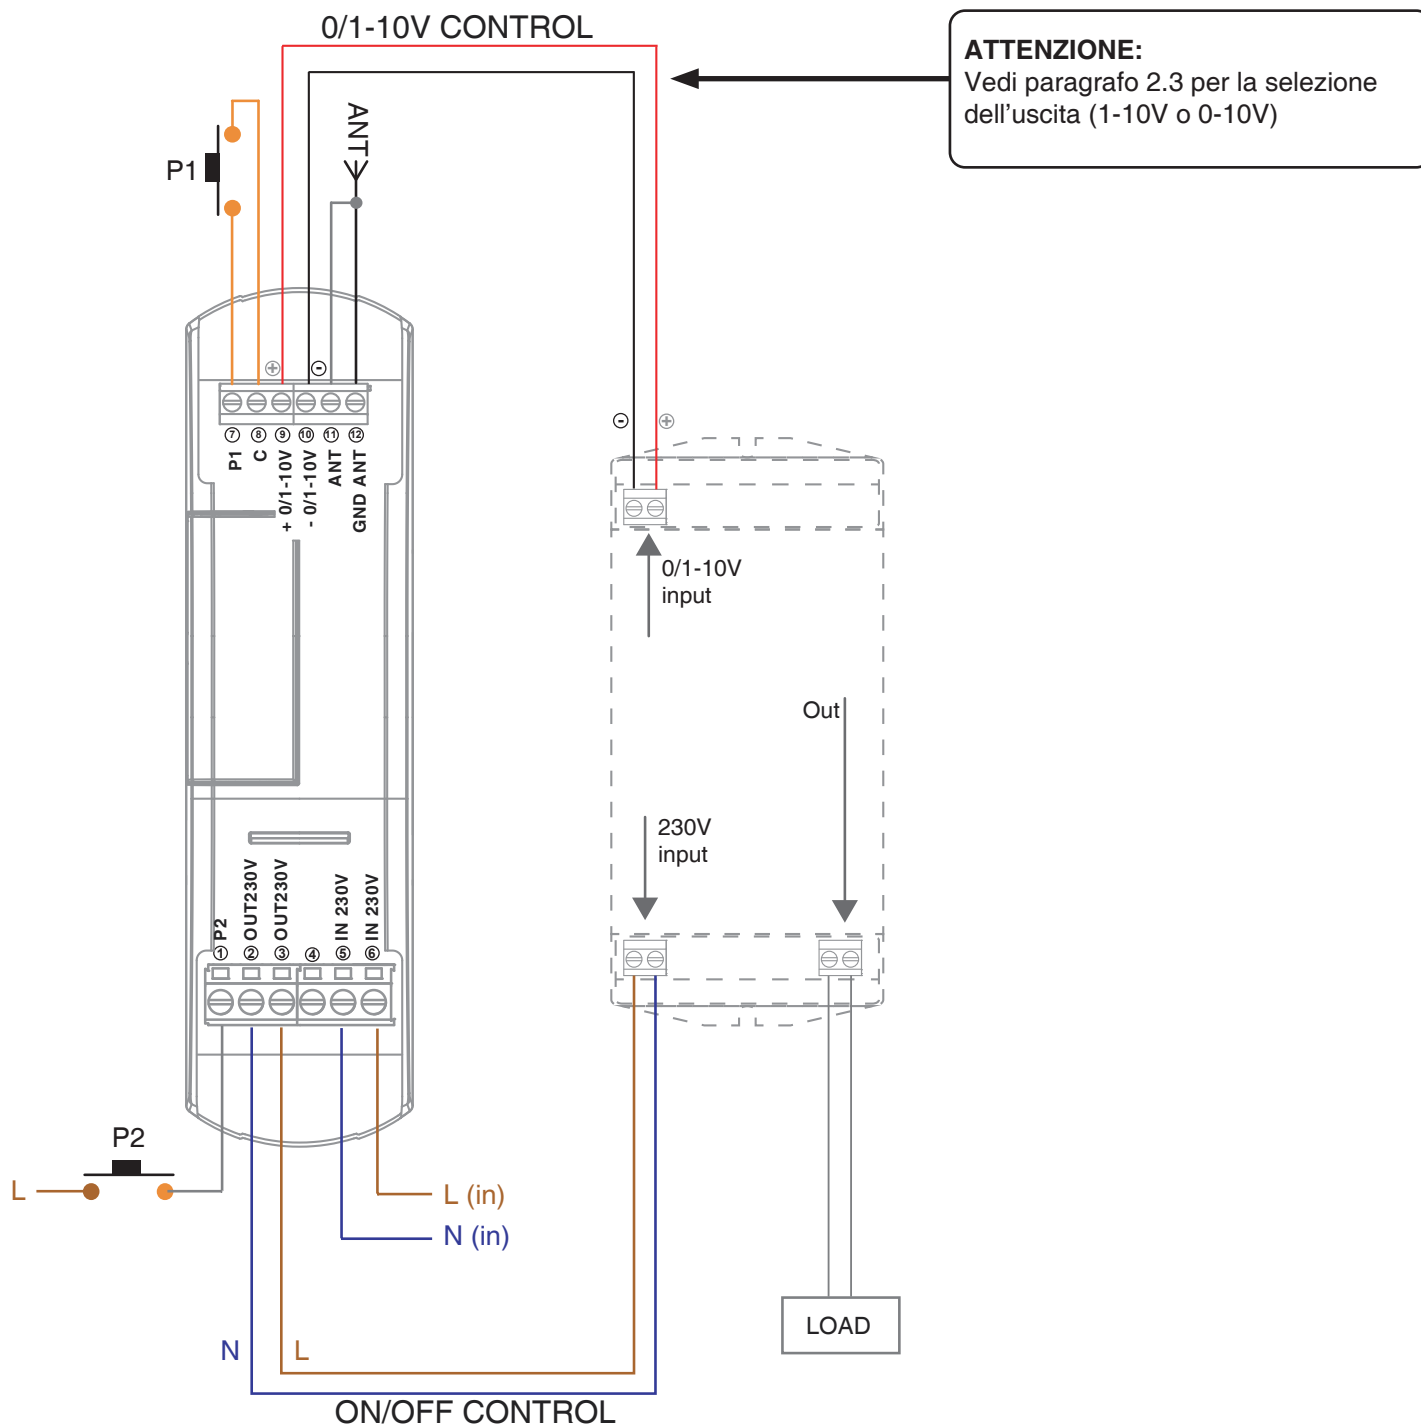 0/1-10V CONTROL
ATTENZIONE:
Vedi paragrafo 2.3 per la selezione
dell'uscita (1-10V o 0-10V)
ANT
P1
+
-
7
8
9
10
11
12
P1
C
+ 0/1-10V
- 0/1-10V
ANT
GND ANT
-
+
0/1-10V
input
Out
230V
input
P2
OUT230V
OUT230V
IN 230V
IN 230V
1
2
3
4
5
6
P2
L
L (in)
N (in)
N
L
LOAD
ON/OFF CONTROL